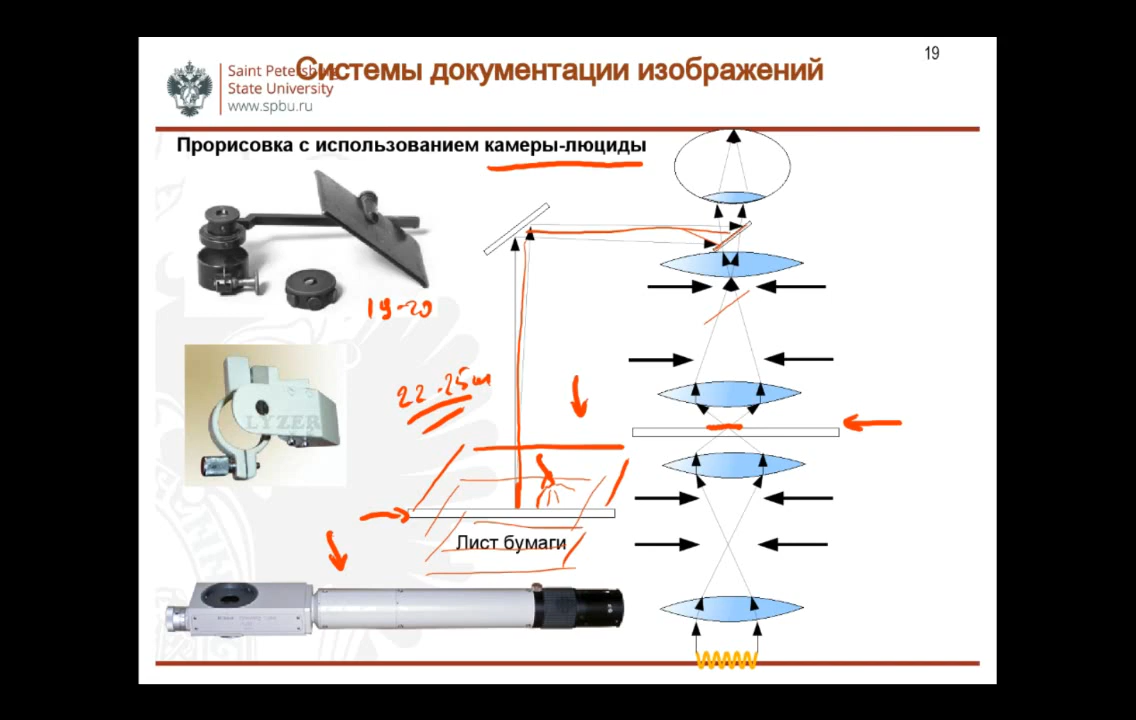 19
Saint Petersburg
State University
www.spbu.ru
Системы документации изображений
Прорисовка с использованием камеры-люциды
19-20
LYZER
22-25
Лист бумаги